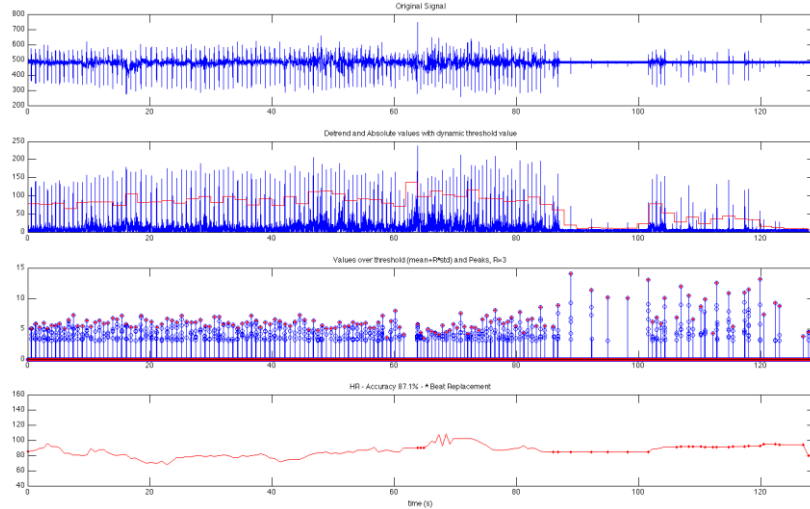 Original Signal
800
700
600
500
400
300
200
0 20 40 60 80 100 120
Detrend and Absolute values with dynamic threshold value
250
200
150
100
50
0
0 20 40 60 80 100 120
Values over threshold (mean+R*std) and Peaks, R=3
15
10
5
0
0 20 40 60 80 100 120
HR - Accuracy 87.1% - * Beat Replacement
160
140
120
100
80
60
40
0 20 40 60 80 100 120
time (s)